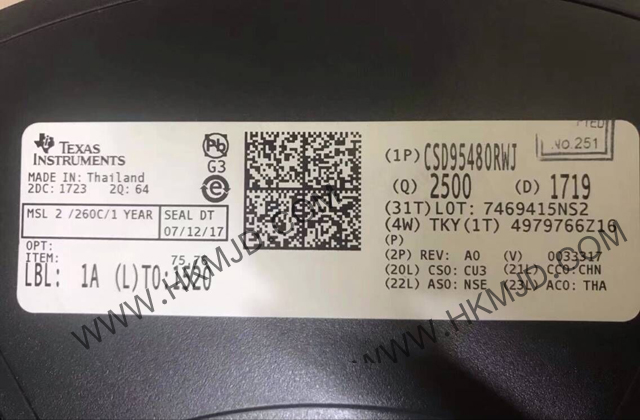 TEXAS
INSTRUMENTS
MADE IN: Thailand
2DC: 1723 2Q: 64
MSL 2 /260C/1 YEAR
SEAL DT
07/12/17
OPT:
ITEM:
LBL: 1A (L)TO: 1520
Pb
G3
e
NO.251
(1P) CSD95480RWJ
(Q) 2500 (D) 1719
(31T) LOT: 7469415NS2
(4W) TKY (1T) 4979766Z16
(P)
(2P) REV: A0 (V) 0033317
(20L) CSO: CU3 (21L) CCO:CHN
(22L) ASO: NSE (23L) ACO: THA
WWW.HKMJD.COM
WWW.HKMJD.COM